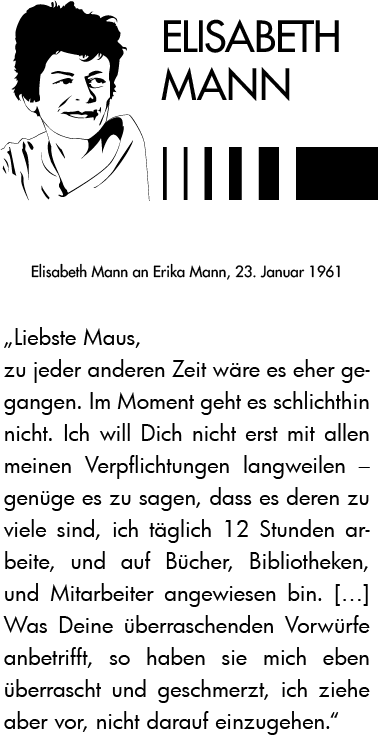 ELISABETH
MANN
Elisabeth Mann an Erika Mann, 23. Januar 1961
„Liebste Maus,
zu jeder anderen Zeit wäre es eher ge-
gangen. Im Moment geht es schlichthin
nicht. Ich will Dich nicht erst mit allen
meinen Verpflichtungen langweilen –
genüge es zu sagen, dass es deren zu
viele sind, ich täglich 12 Stunden ar-
beite, und auf Bücher, Bibliotheken,
und Mitarbeiter angewiesen bin. […]
Was Deine überraschenden Vorwürfe
anbetrifft, so haben sie mich eben
überrascht und geschmerzt, ich ziehe
aber vor, nicht darauf einzugehen.“